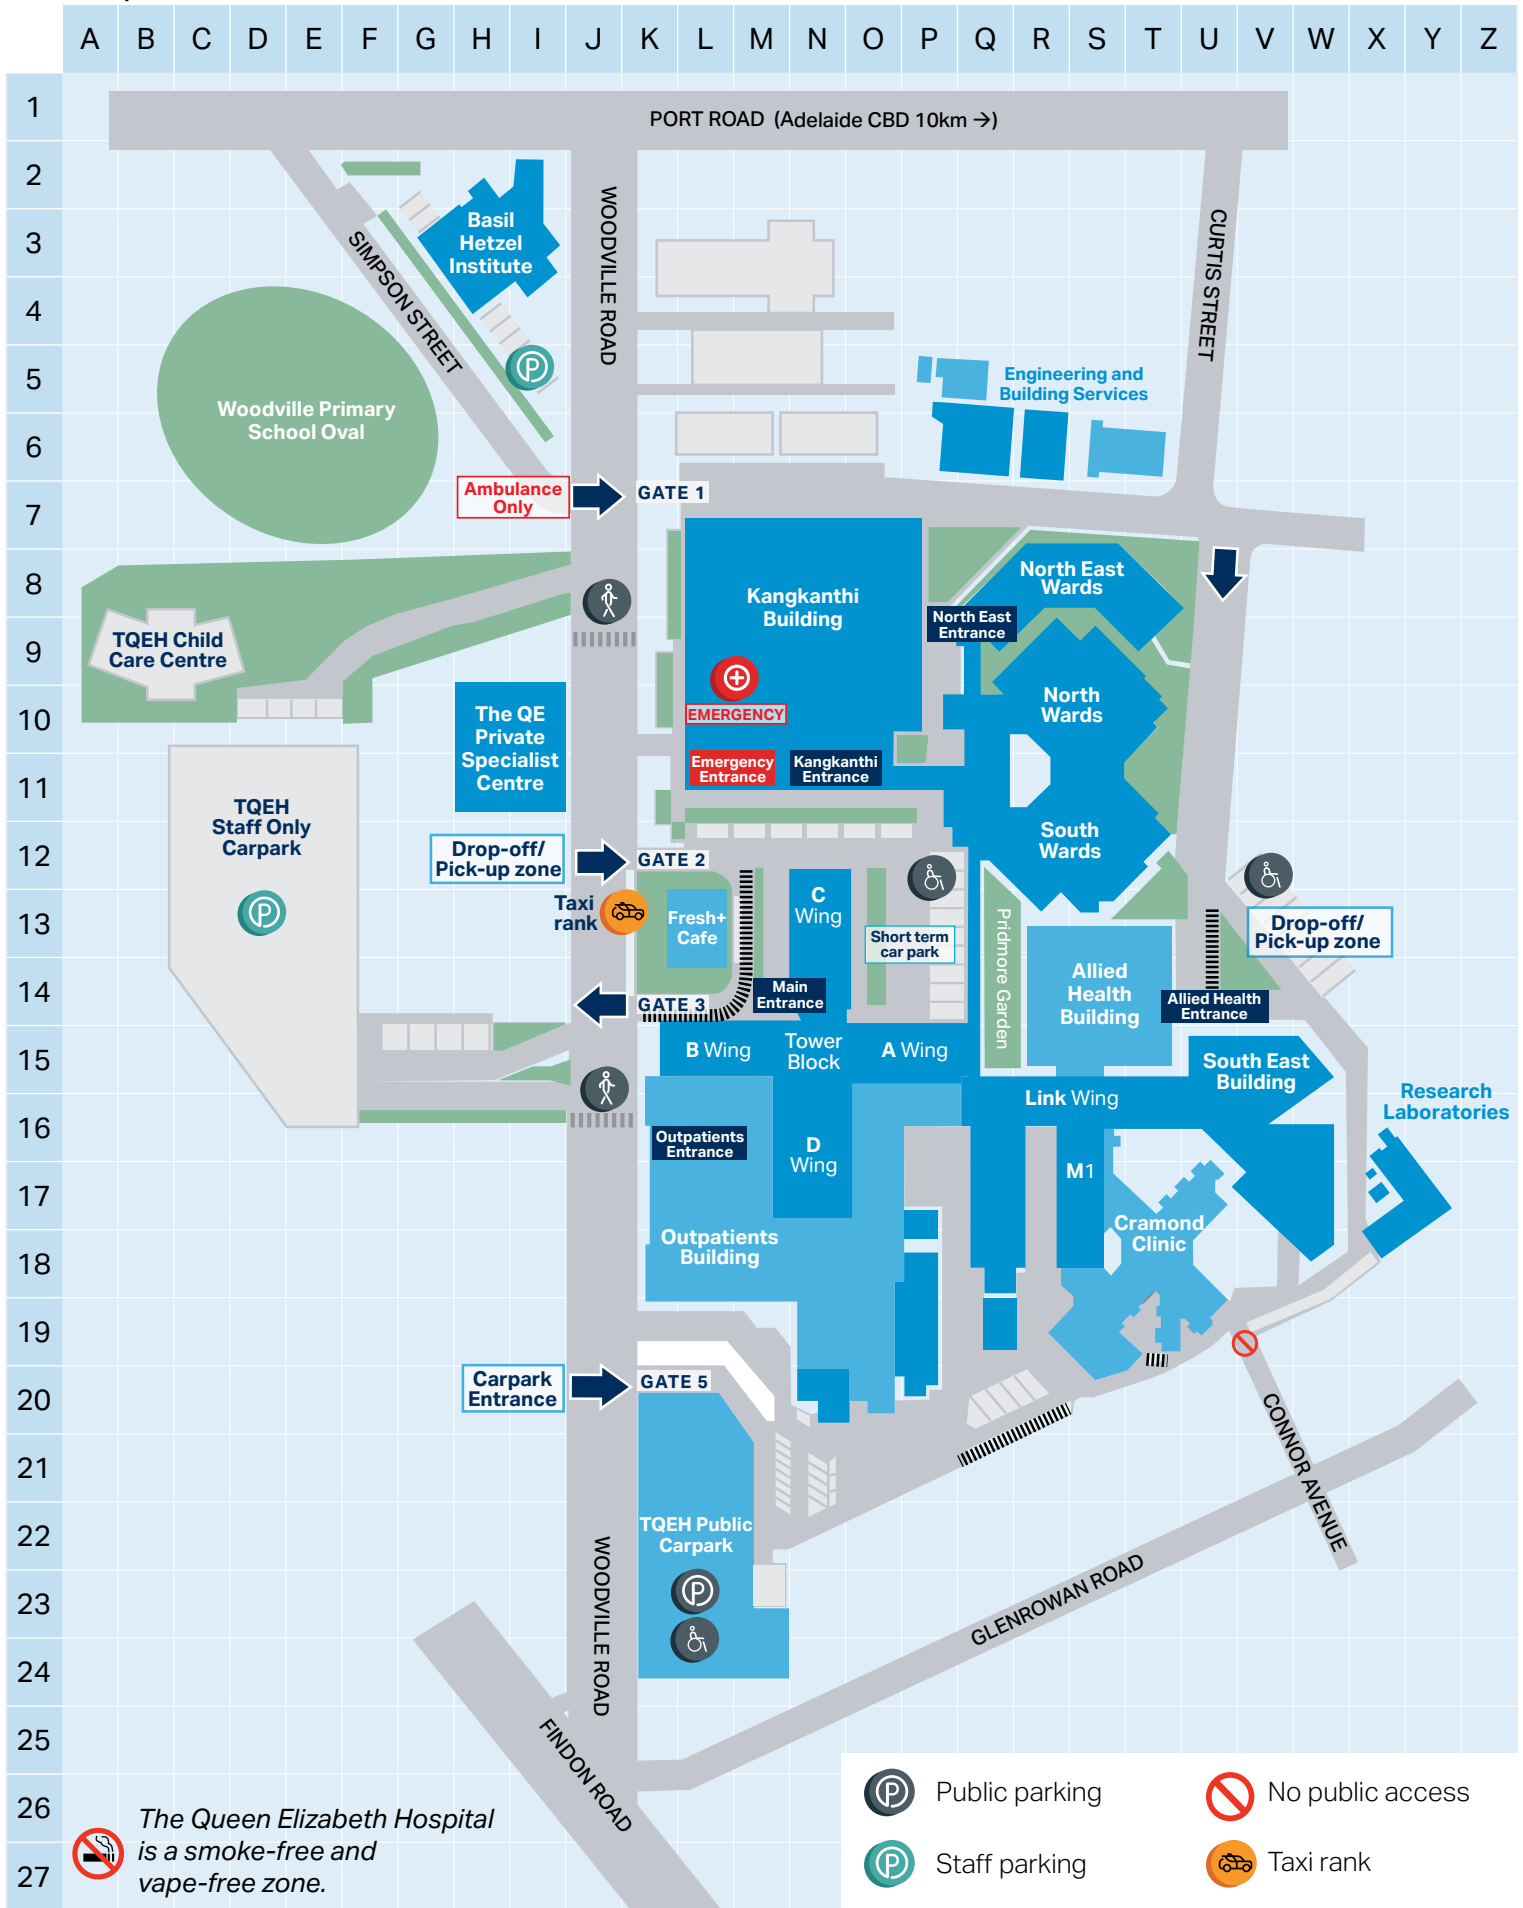 A B C D E F G H I J K L M N O P Q R S T U V W X Y Z
1
2
3
4
5
6
7
8
9
10
11
12
13
14
15
16
17
18
19
20
21
22
23
24
25
26
27
PORT ROAD (Adelaide CBD 10km →)
WOODVILLE ROAD
CURTIS STREET
SIMPSON STREET
Basil
Hetzel
Institute
P
Woodville Primary
School Oval
Engineering and
Building Services
Ambulance
Only
GATE 1
Kangkanthi
Building
North East
Wards
North East
Entrance
TQEH Child
Care Centre
EMERGENCY
North
Wards
The QE
Private
Specialist
Centre
Emergency
Entrance
Kangkanthi
Entrance
TQEH
Staff Only
Carpark
P
South
Wards
Drop-off/
Pick-up zone
GATE 2
Taxi
rank
Fresh+
Cafe
C
Wing
Short term
car park
Pridmore Garden
Drop-off/
Pick-up zone
Allied
Health
Building
Main
Entrance
GATE 3
Allied Health
Entrance
B Wing
Tower
Block
A Wing
South East
Building
Link Wing
Research
Laboratories
Outpatients
Entrance
D
Wing
M1
Cramond
Clinic
Outpatients
Building
Carpark
Entrance
GATE 5
CONNOR AVENUE
TQEH Public
Carpark
P
WOODVILLE ROAD
GLENROWAN ROAD
FINDON ROAD
The Queen Elizabeth Hospital
is a smoke-free and
vape-free zone.
P Public parking
No public access
P Staff parking
Taxi rank